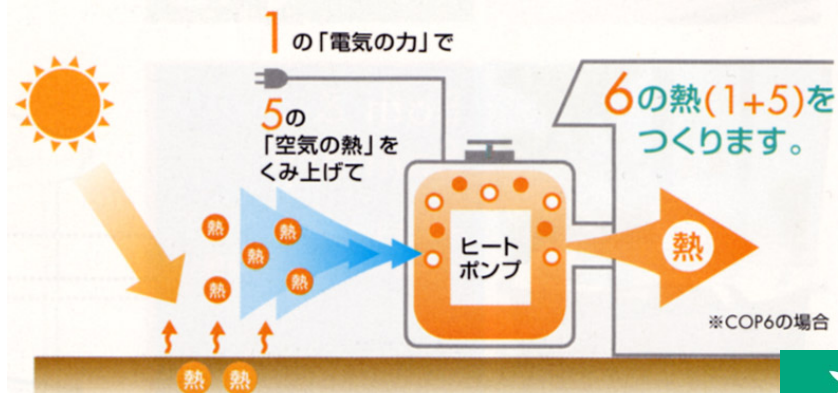 1の「電気の力」で
5の
「空気の熱」を
くみ上げて
6の熱(1+5)を
つくります。
熱
熱
熱
熱
熱
ヒート
ポンプ
熱
※COP6の場合
熱
熱